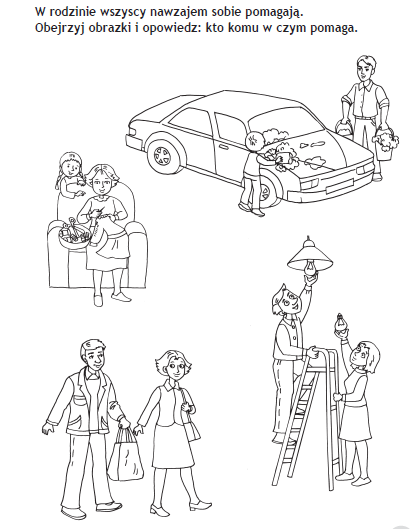 W rodzinie wszyscy nawzajem sobie pomagają.
Obejrzyj obrazki i opowiedz: kto komu w czym pomaga.